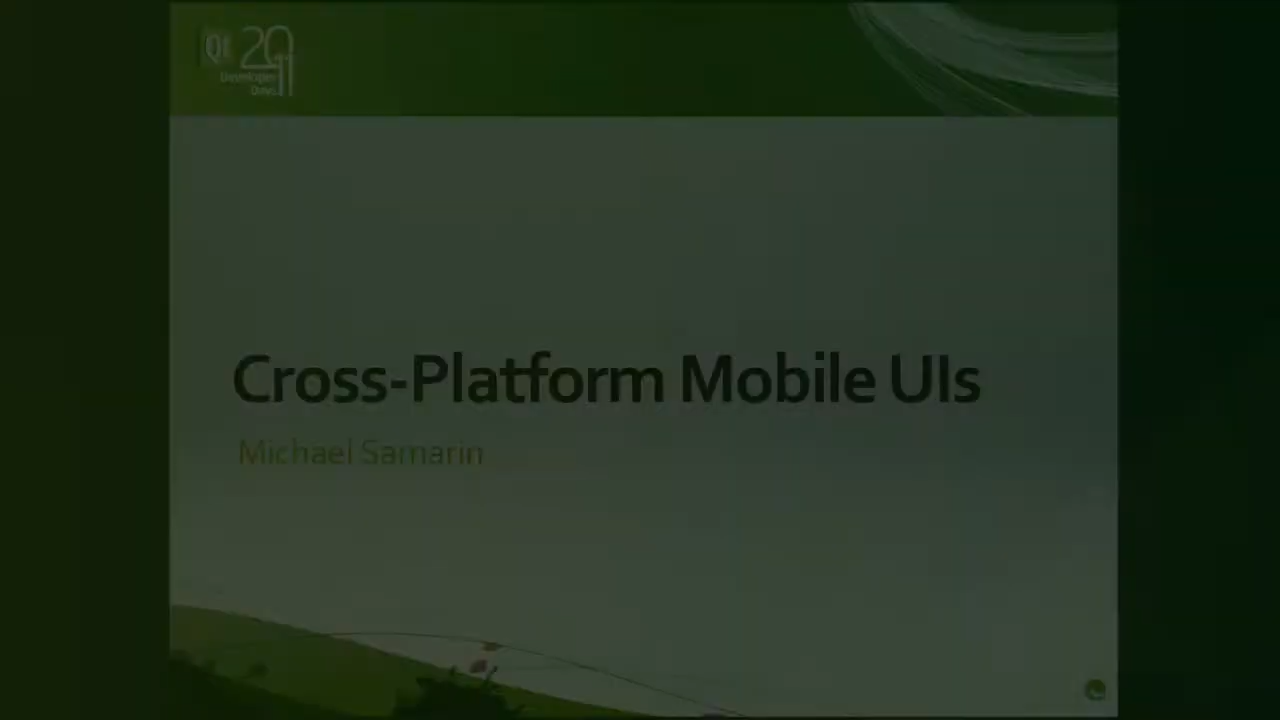 Qt 2011
Developer
Days
Cross-Platform Mobile UIs
Michael Samarin